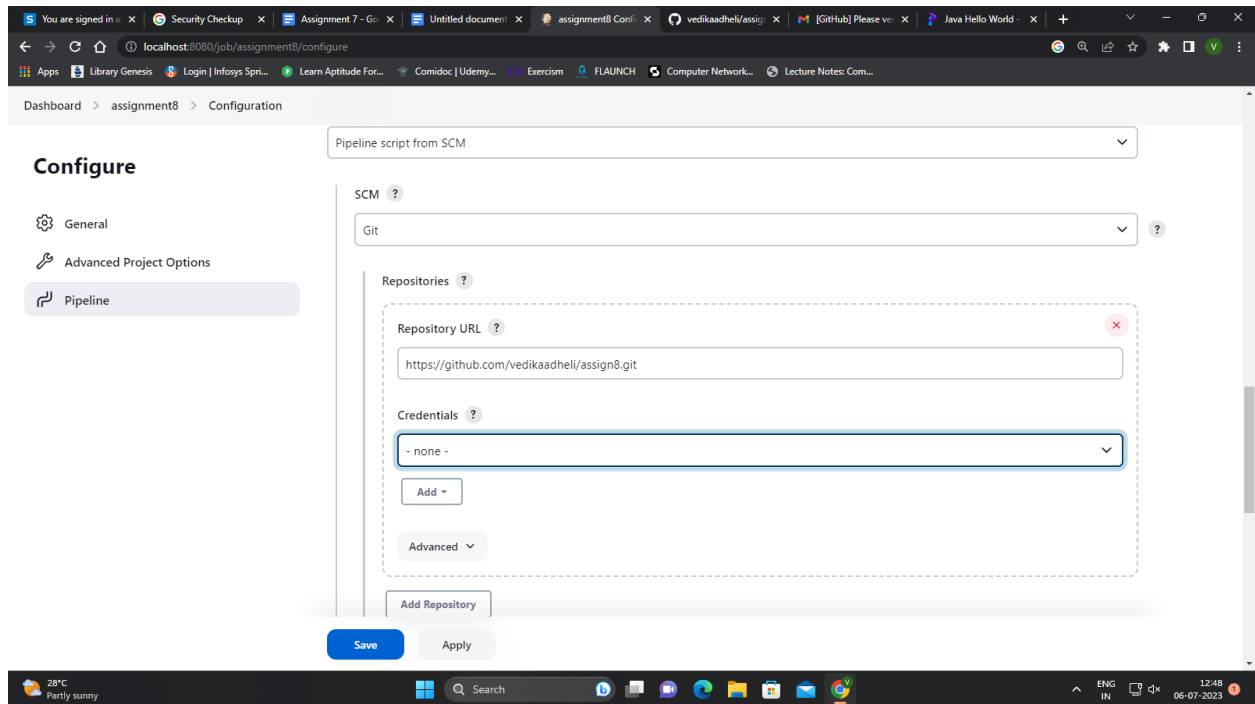 You are signed in a
Security Checkup
Assignment 7 - Go
Untitled document
assignment8 Confi
vedikaadheli/assig
[GitHub] Please ver
Java Hello World -
localhost:8080/job/assignment8/configure
Apps
Library Genesis
Login | Infosys Spri...
Learn Aptitude For...
Comidoc | Udemy...
Exercism
FLAUNCH
Computer Network...
Lecture Notes: Com...
Dashboard > assignment8 > Configuration
Configure
General
Advanced Project Options
Pipeline
Pipeline script from SCM
SCM ?
Git
?
Repositories ?
Repository URL ?
https://github.com/vedikaadheli/assign8.git
Credentials ?
- none -
Add
Advanced
Add Repository
Save
Apply
28°C
Partly sunny
Search
ENG
IN
12:48
06-07-2023
1